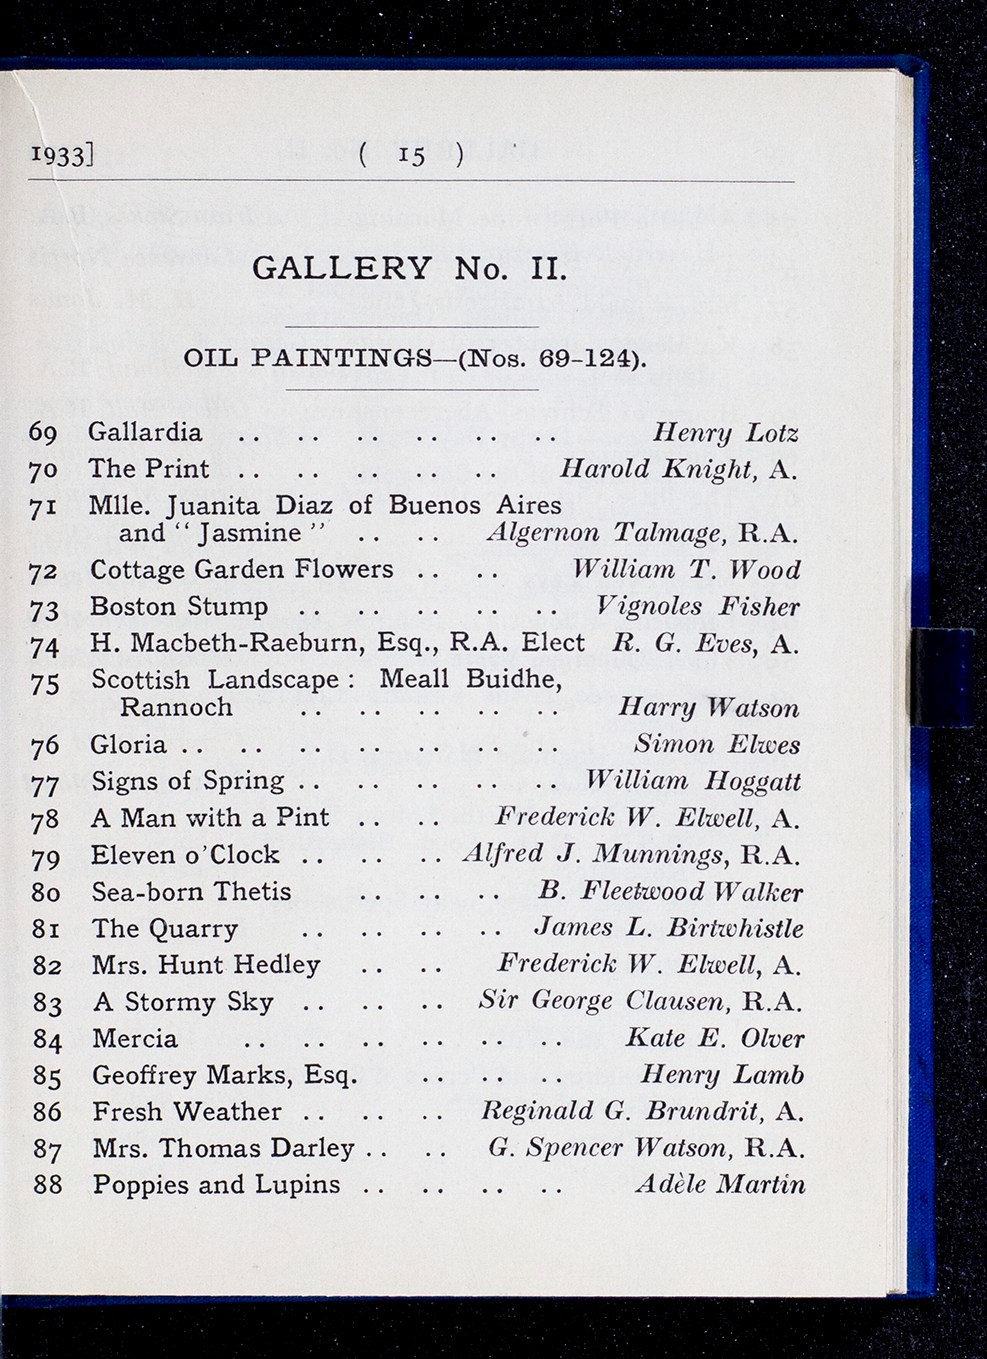 1933] ( 15 )
GALLERY No. II.
OIL PAINTINGS—(Nos. 69-124).
69 Gallardia .. .. .. .. .. .. Henry Lotz
70 The Print .. .. .. .. .. Harold Knight, A.
71 Mlle. Juanita Diaz of Buenos Aires
and "Jasmine" .. .. Algernon Talmage, R.A.
72 Cottage Garden Flowers .. .. William T. Wood
73 Boston Stump .. .. .. .. .. Vignoles Fisher
74 H. Macbeth-Raeburn, Esq., R.A. Elect R. G. Eves, A.
75 Scottish Landscape: Meall Buidhe,
Rannoch .. .. .. .. .. Harry Watson
76 Gloria .. .. .. .. .. .. .. Simon Elwes
77 Signs of Spring .. .. .. .. .. William Hoggatt
78 A Man with a Pint .. .. Frederick W. Elwell, A.
79 Eleven o'Clock .. .. .. Alfred J. Munnings, R.A.
80 Sea-born Thetis .. .. .. B. Fleetwood Walker
81 The Quarry .. .. .. .. James L. Birtwhistle
82 Mrs. Hunt Hedley .. .. Frederick W. Elwell, A.
83 A Stormy Sky .. .. .. Sir George Clausen, R.A.
84 Mercia .. .. .. .. .. .. Kate E. Olver
85 Geoffrey Marks, Esq. .. .. .. Henry Lamb
86 Fresh Weather .. .. .. Reginald G. Brundrit, A.
87 Mrs. Thomas Darley .. .. G. Spencer Watson, R.A.
88 Poppies and Lupins .. .. .. .. Adèle Martin